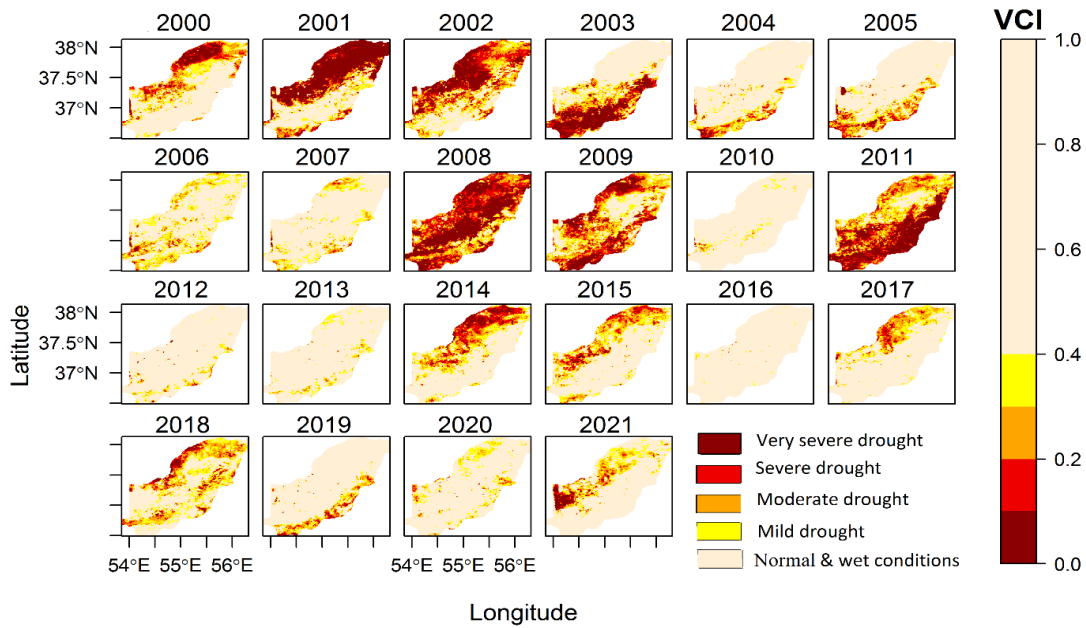 2000 2001 2002 2003 2004 2005 VCI
38°N
37.5°N
37°N
1.0
0.8
0.6
0.4
0.2
0.0
2006 2007 2008 2009 2010 2011
2012 2013 2014 2015 2016 2017
38°N
37.5°N
37°N
Latitude
2018 2019 2020 2021
Very severe drought
Severe drought
Moderate drought
Mild drought
Normal & wet conditions
54°E 55°E 56°E 54°E 55°E 56°E
Longitude